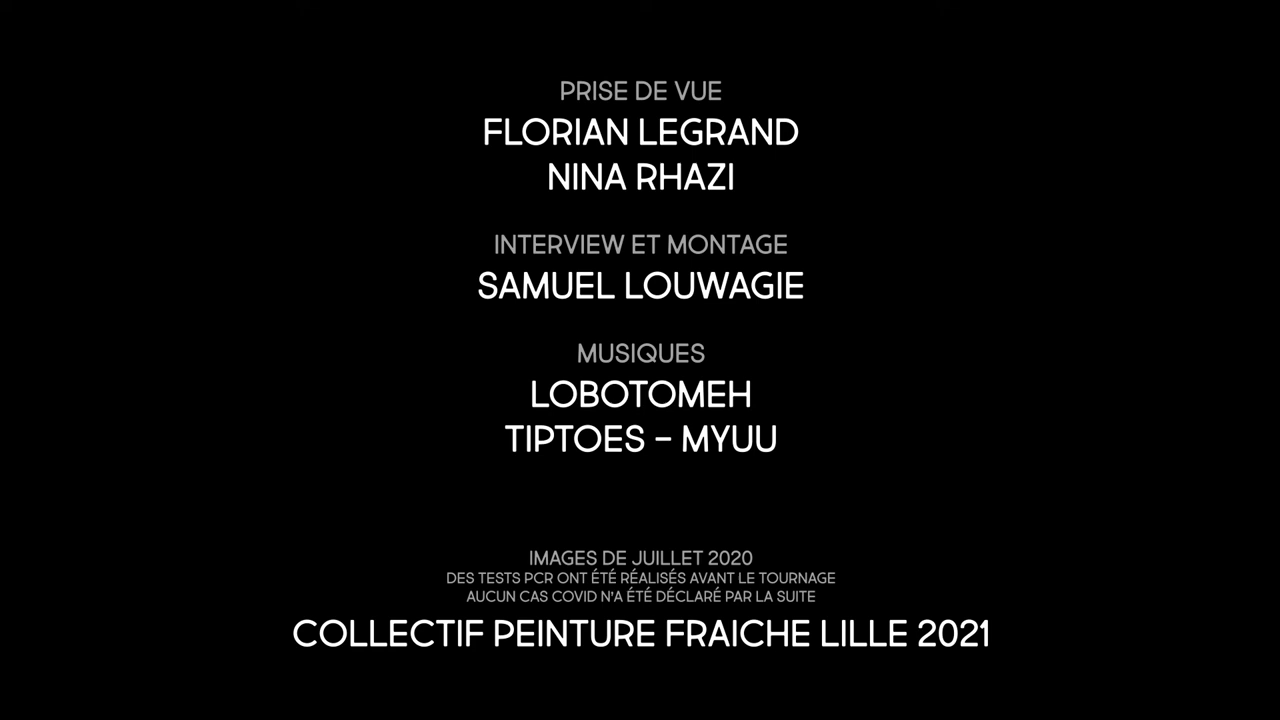 PRISE DE VUE
FLORIAN LEGRAND
NINA RHAZI
INTERVIEW ET MONTAGE
SAMUEL LOUWAGIE
MUSIQUES
LOBOTOMEH
TIPTOES – MYUU
IMAGES DE JUILLET 2020
DES TESTS PCR ONT ÉTÉ RÉALISÉS AVANT LE TOURNAGE
AUCUN CAS COVID N'A ÉTÉ DÉCLARÉ PAR LA SUITE
COLLECTIF PEINTURE FRAICHE LILLE 2021